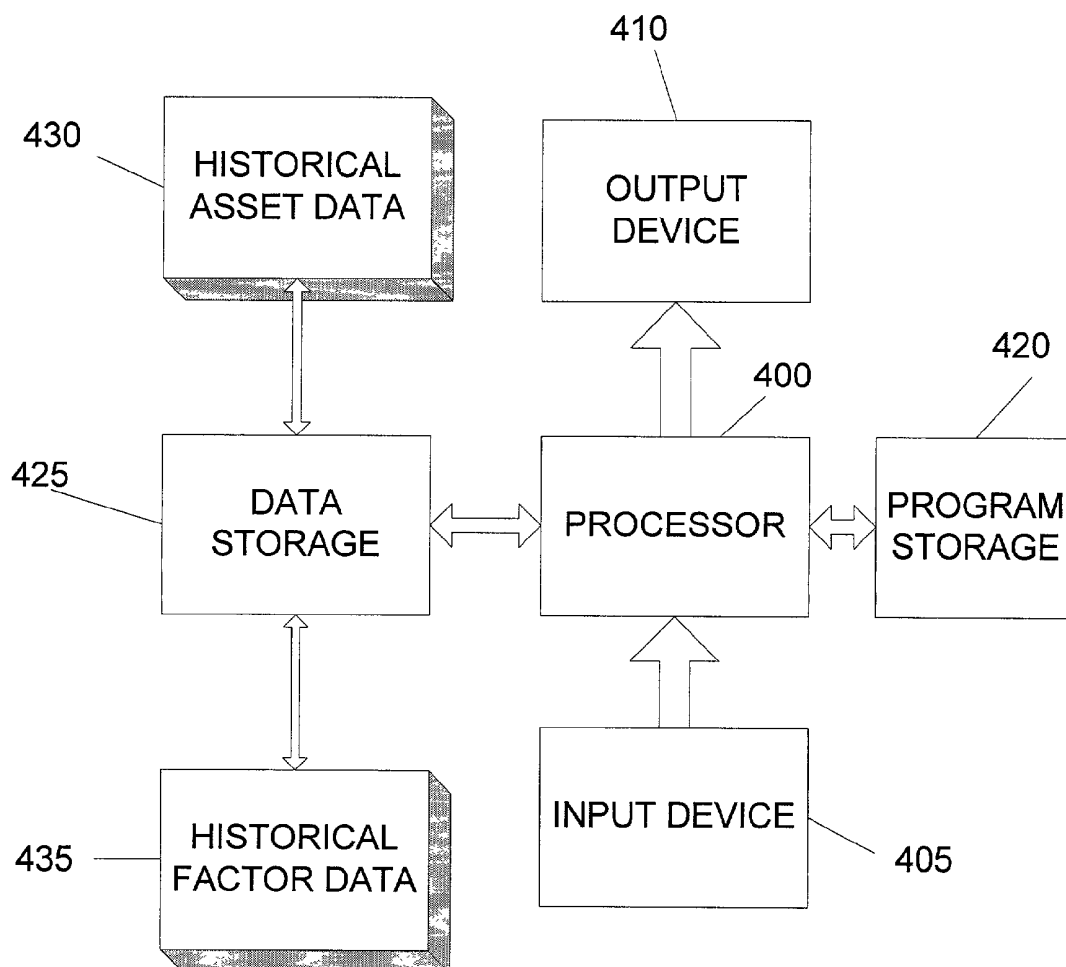 410
430
HISTORICAL
ASSET DATA
OUTPUT
DEVICE
420
400
425
DATA
STORAGE
PROCESSOR
PROGRAM
STORAGE
435
HISTORICAL
FACTOR DATA
INPUT DEVICE
405